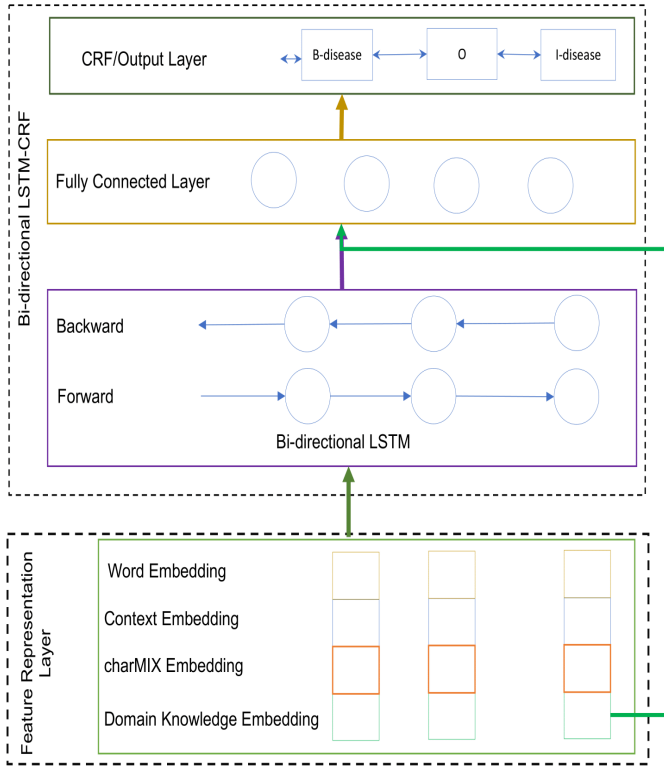 Bi-directional LSTM-CRF
CRF/Output Layer
B-disease
O
I-disease
Fully Connected Layer
Backward
Forward
Bi-directional LSTM
Feature Representation
Layer
Word Embedding
Context Embedding
charMIX Embedding
Domain Knowledge Embedding